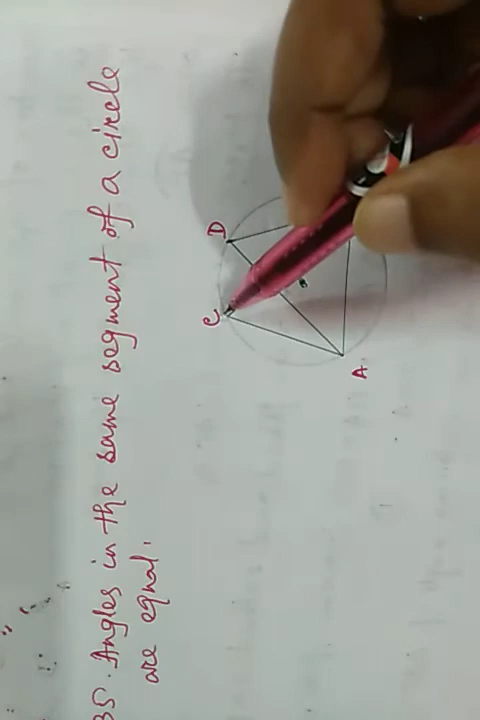 35. Angles in the same segment of a circle
are equal.
D
C
A